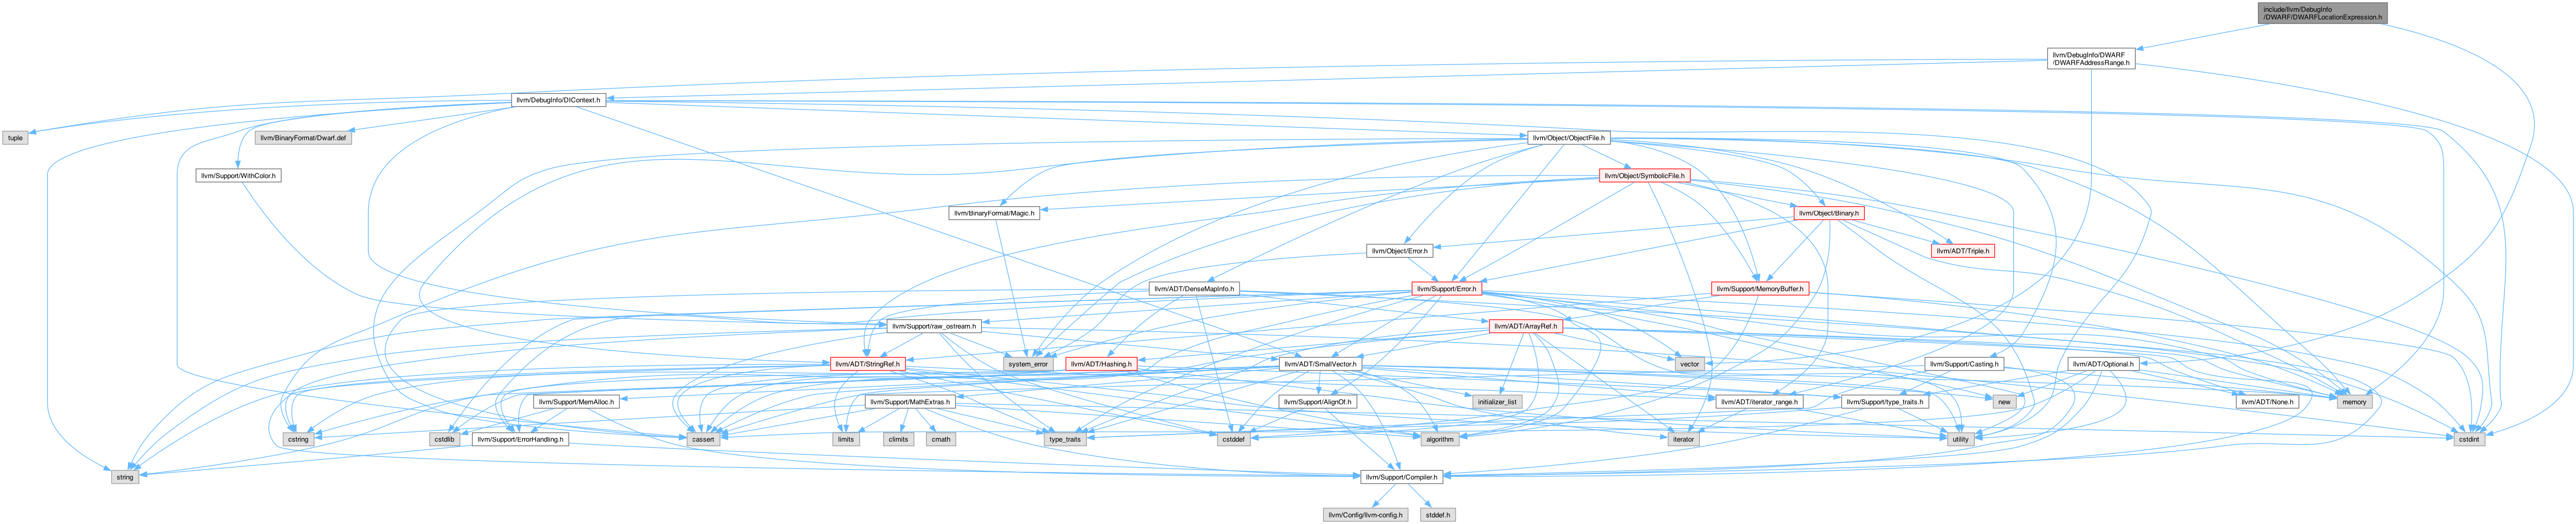 include/llvm/DebugInfo
/DWARF/DWARFLocationExpression.h
llvm/DebugInfo/DWARF
/DWARFAddressRange.h
llvm/DebugInfo/DIContext.h
tuple
llvm/BinaryFormat/Dwarf.def
llvm/Object/ObjectFile.h
llvm/Support/WithColor.h
llvm/Object/SymbolicFile.h
llvm/BinaryFormat/Magic.h
llvm/Object/Binary.h
llvm/Object/Error.h
llvm/ADT/Triple.h
llvm/ADT/DenseMapInfo.h
llvm/Support/Error.h
llvm/Support/MemoryBuffer.h
llvm/Support/raw_ostream.h
llvm/ADT/ArrayRef.h
llvm/ADT/StringRef.h
system_error
llvm/ADT/Hashing.h
llvm/ADT/SmallVector.h
vector
llvm/Support/Casting.h
llvm/ADT/Optional.h
llvm/Support/MemAlloc.h
llvm/Support/MathExtras.h
llvm/Support/AlignOf.h
initializer_list
llvm/ADT/iterator_range.h
llvm/Support/type_traits.h
new
llvm/ADT/None.h
memory
cstring
cstdlib
llvm/Support/ErrorHandling.h
cassert
limits
climits
cmath
type_traits
cstddef
algorithm
iterator
utility
cstdint
string
llvm/Support/Compiler.h
llvm/Config/llvm-config.h
stddef.h